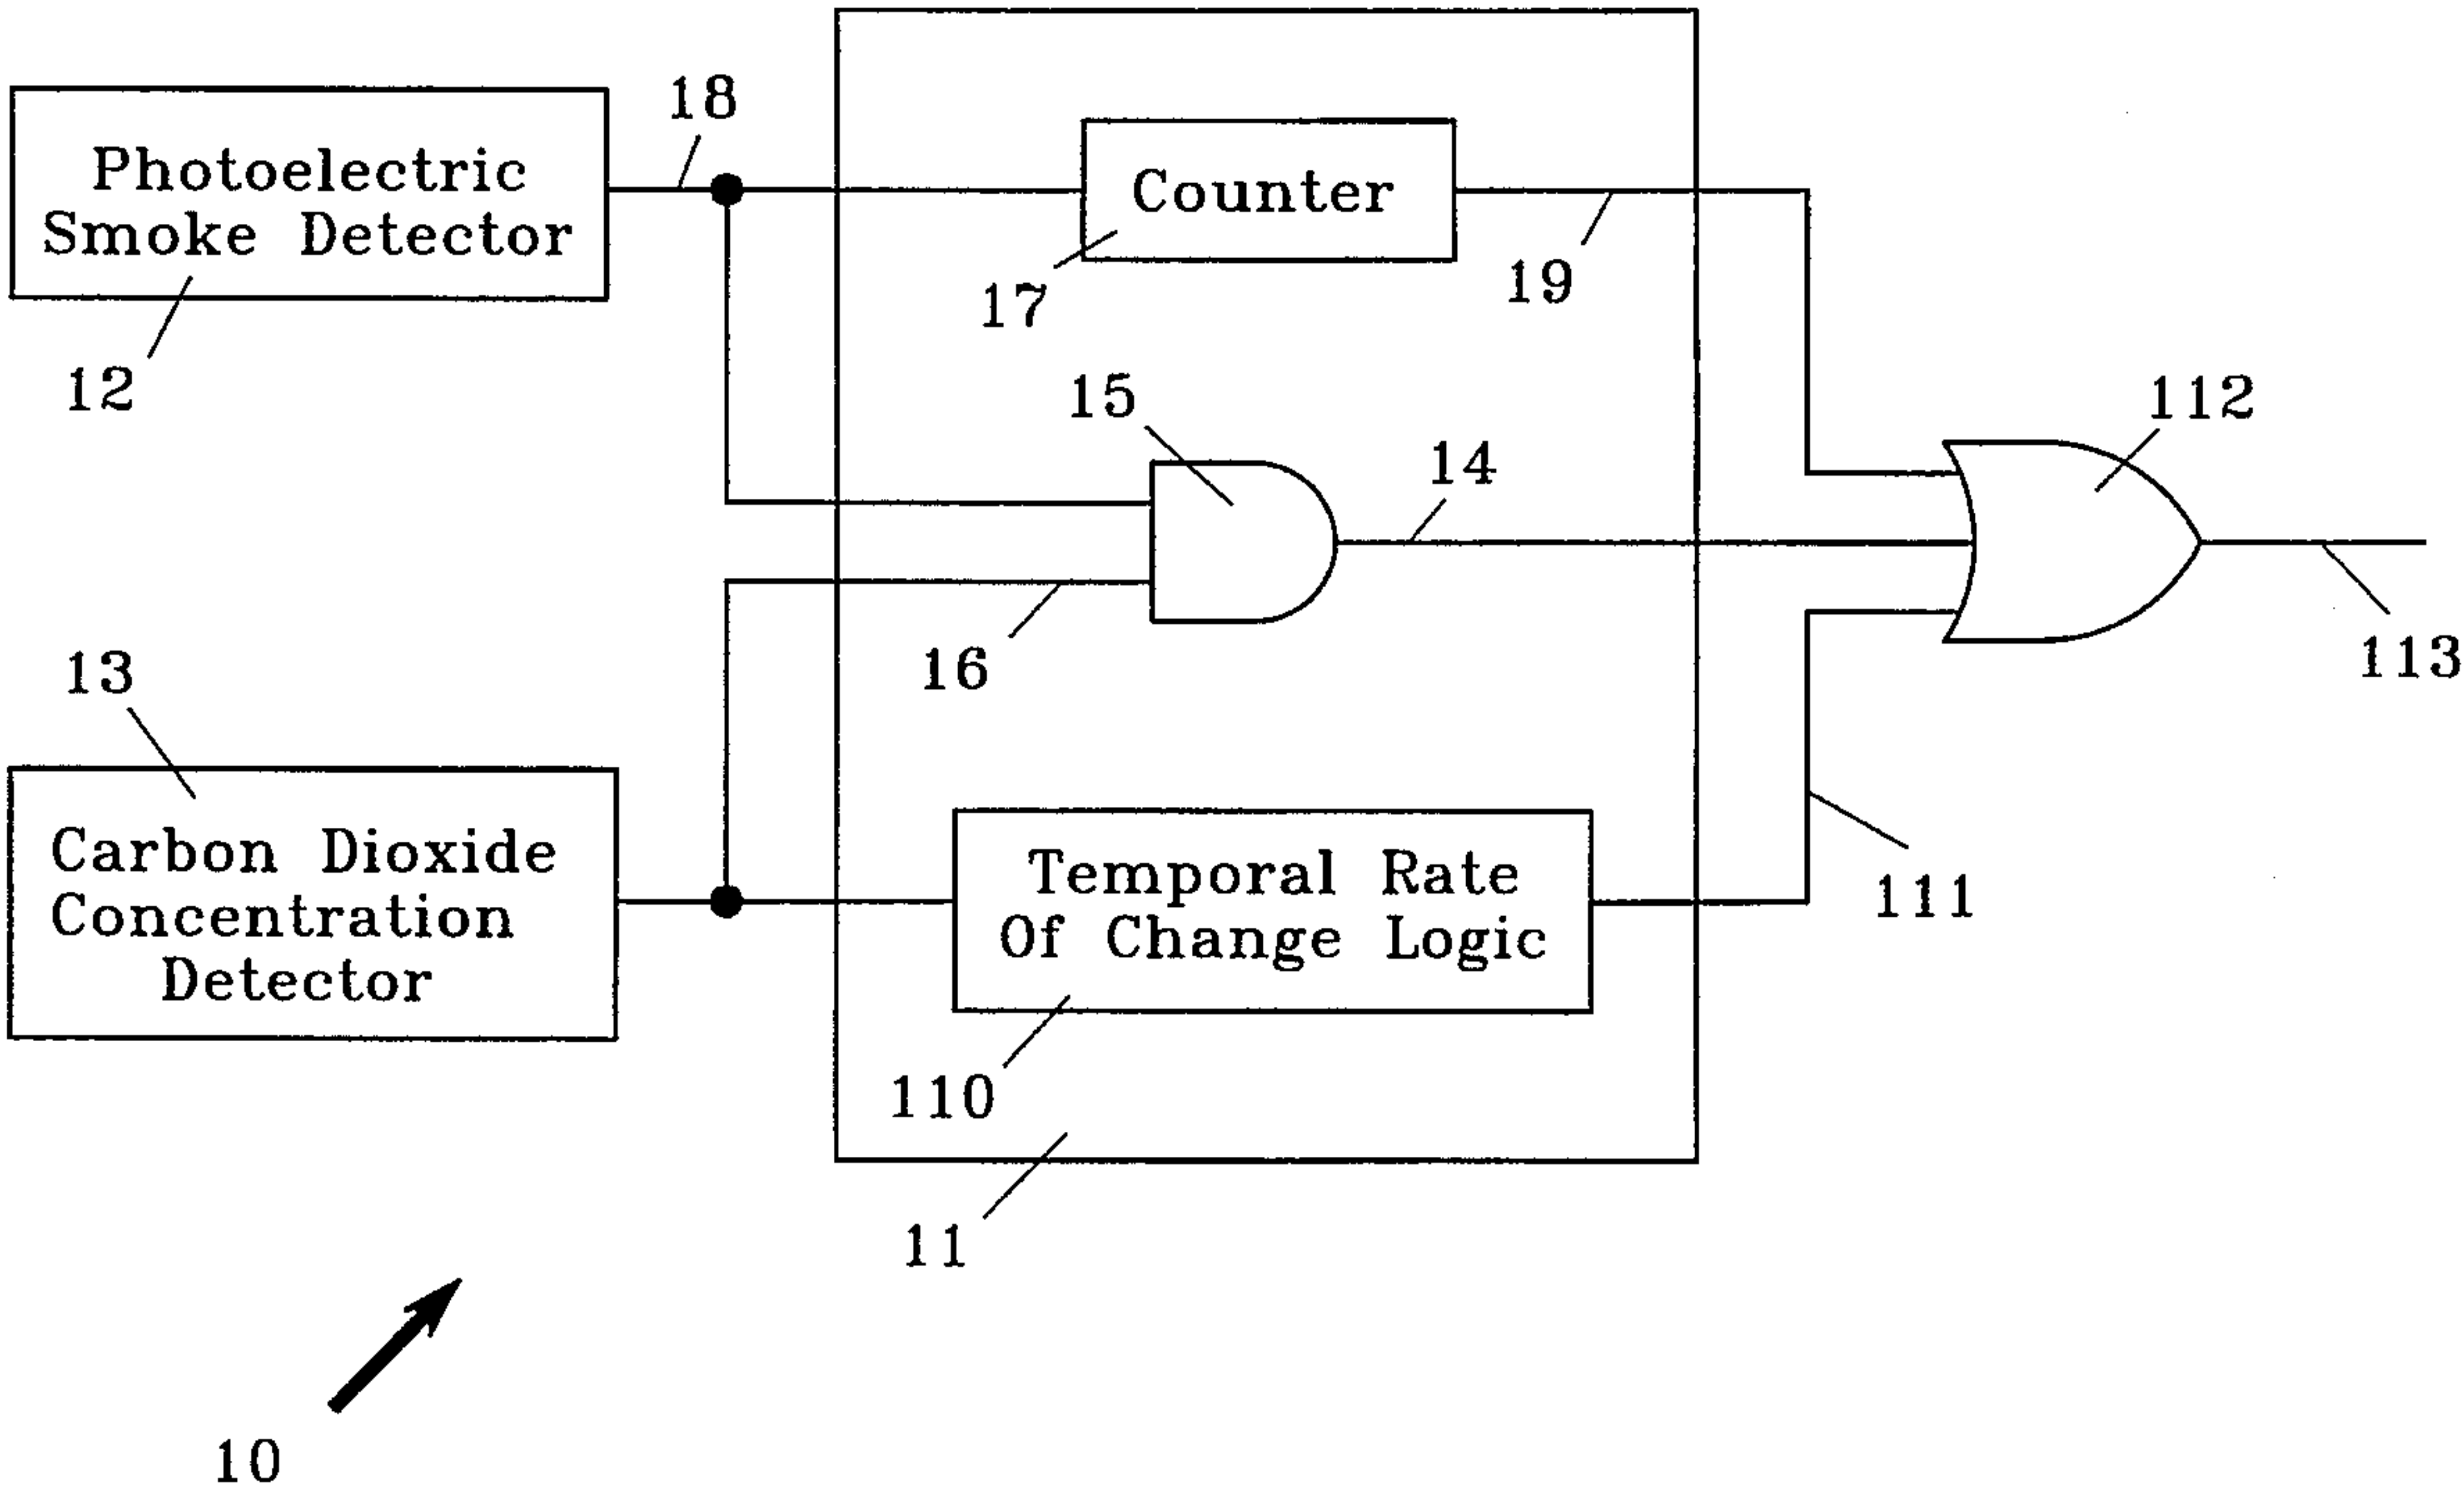 18
Photoelectric
Smoke Detector
12
Counter
17
19
15
14
112
16
113
13
Carbon Dioxide
Concentration
Detector
Temporal Rate
Of Change Logic
111
110
11
10